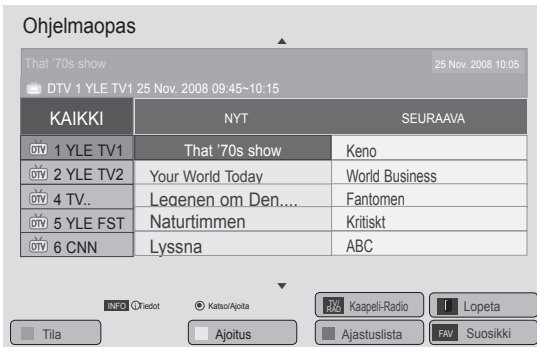 Ohjelmaopas
That '70s show 25 Nov. 2008 10:05
DTV 1 YLE TV1 25 Nov. 2008 09:45~10:15
KAIKKI NYT SEURAAVA
DTV 1 YLE TV1 That '70s show Keno
DTV 2 YLE TV2 Your World Today World Business
DTV 4 TV.. Legenen om Den.... Fantomen
DTV 5 YLE FST Naturtimmen Kritiskt
DTV 6 CNN Lyssna ABC
INFO ⓘTiedot Katso/Ajoita TV/RAD Kaapeli-Radio Lopeta
Tila Ajoitus Ajastuslista FAV Suosikki